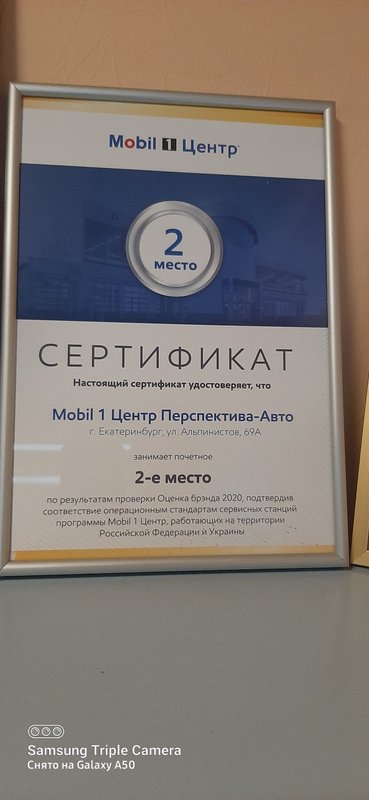 Mobil 1 Центр
2
место
СЕРТИФИКАТ
Настоящий сертификат удостоверяет, что
Mobil 1 Центр Перспектива-Авто
г. Екатеринбург, ул. Альпинистов, 69А
занимает почетное
2-е место
по результатам проверки Оценка брэнда 2020, подтвердив
соответствие операционным стандартам сервисных станций
программы Mobil 1 Центр, работающих на территории
Российской Федерации и Украины
Samsung Triple Camera
Снято на Galaxy A50